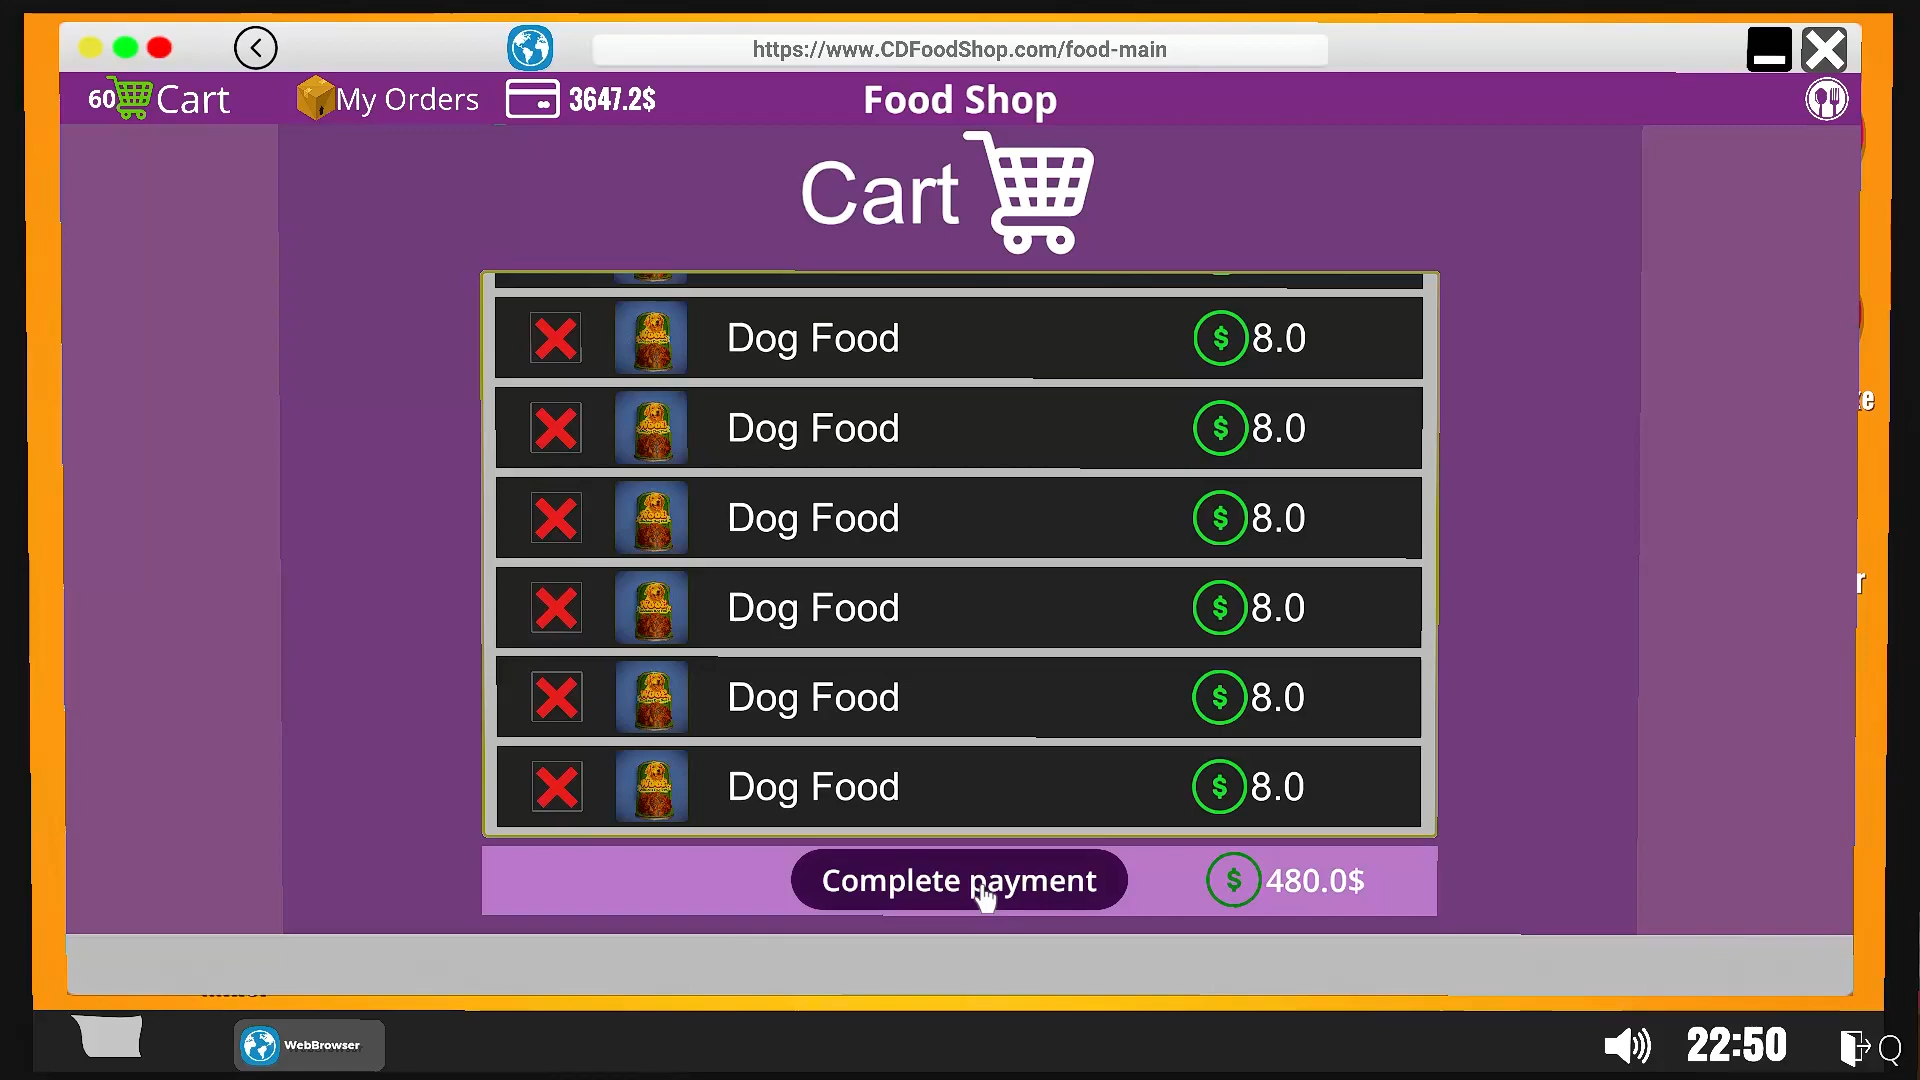 https://www.CDFoodShop.com/food-main
60 Cart My Orders 3647.2$ Food Shop
Cart
Dog Food $ 8.0
Dog Food $ 8.0
Dog Food $ 8.0
Dog Food $ 8.0
Dog Food $ 8.0
Dog Food $ 8.0
Complete payment $ 480.0$
WebBrowser 22:50 Q